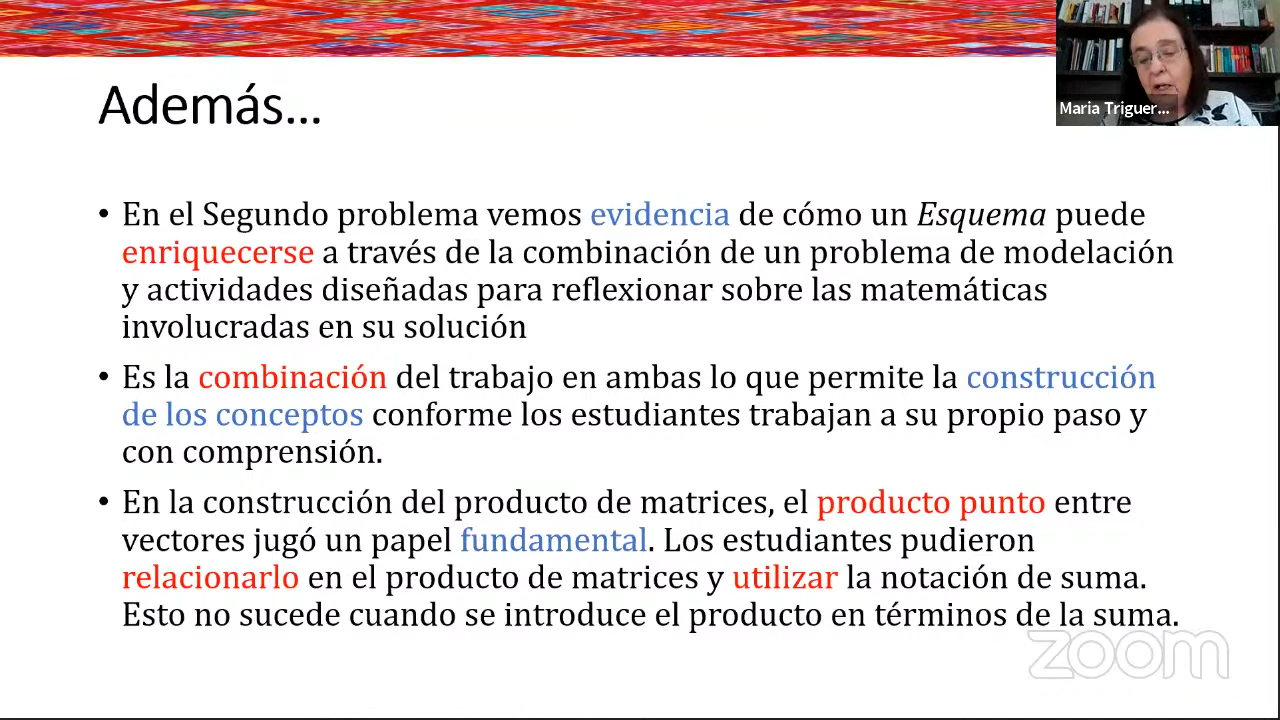 Además...
Maria Triguer...
• En el Segundo problema vemos evidencia de cómo un Esquema puede
enriquecerse a través de la combinación de un problema de modelación
y actividades diseñadas para reflexionar sobre las matemáticas
involucradas en su solución
• Es la combinación del trabajo en ambas lo que permite la construcción
de los conceptos conforme los estudiantes trabajan a su propio paso y
con comprensión.
• En la construcción del producto de matrices, el producto punto entre
vectores jugó un papel fundamental. Los estudiantes pudieron
relacionarlo en el producto de matrices y utilizar la notación de suma.
Esto no sucede cuando se introduce el producto en términos de la suma.
zoom